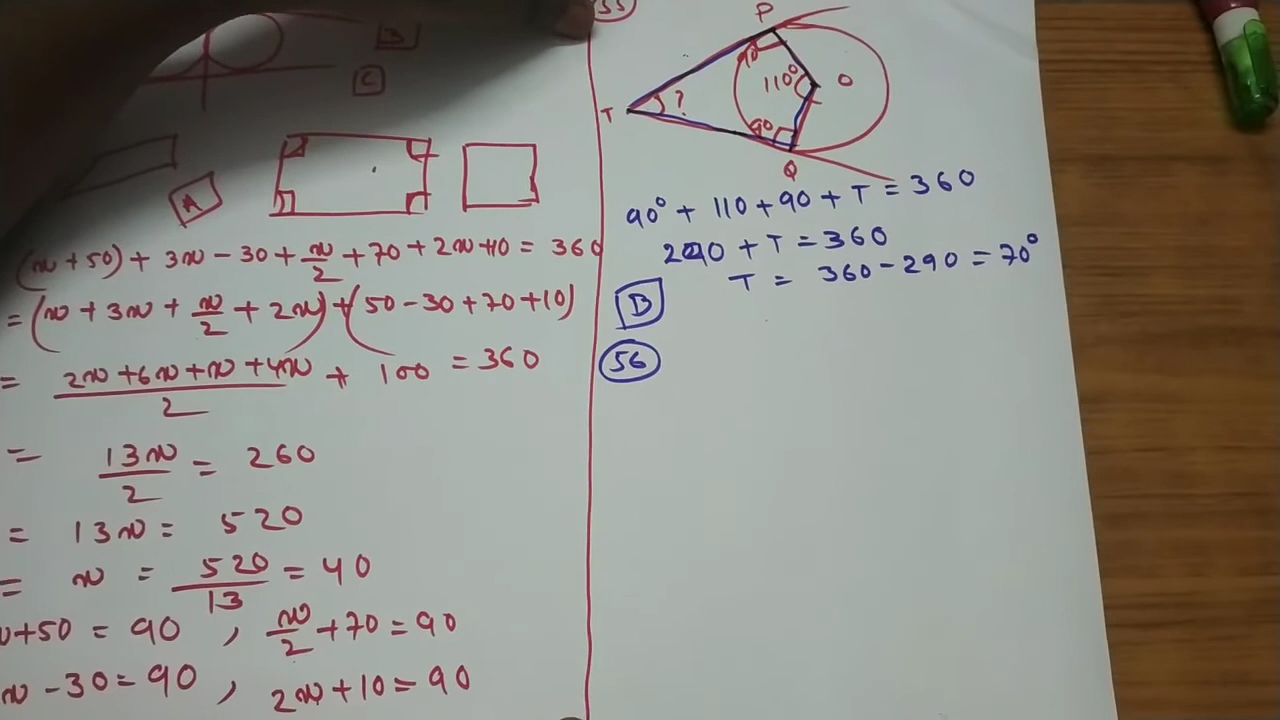 B
C
A
(x + 50) + 3x - 30 + x/2 + 70 + 2x + 10 = 360
= (x + 3x + x/2 + 2x) + (50 - 30 + 70 + 10)
= 2x + 6x + x + 4x / 2 + 100 = 360
= 13x/2 = 260
= 13x = 520
= x = 520/13 = 40
x + 50 = 90 , x/2 + 70 = 90
x - 30 = 90 , 2x + 10 = 90
55
P
110° O
T ?
90
Q
90° + 110 + 90 + T = 360
290 + T = 360
T = 360 - 290 = 70°
B
56